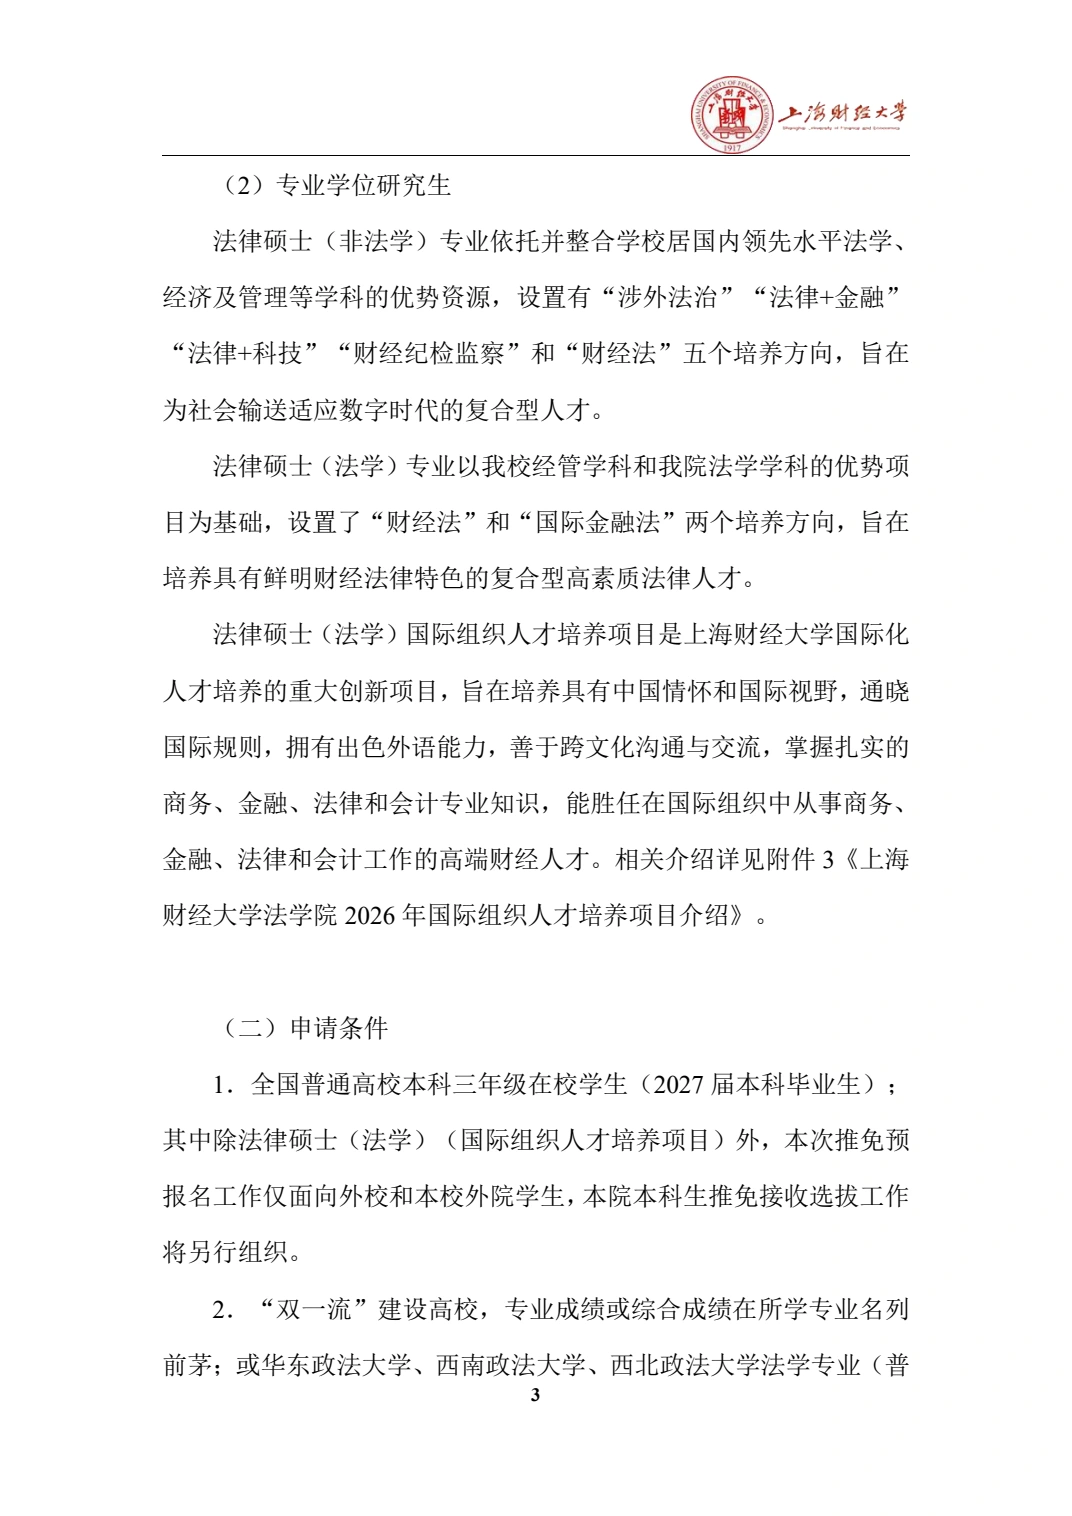 上海财经大学
Shanghai University of Finance and Economics
SHANGHAI UNIVERSITY OF FINANCE & ECONOMICS
1917
（2）专业学位研究生
法律硕士（非法学）专业依托并整合学校居国内领先水平法学、
经济及管理等学科的优势资源，设置有“涉外法治”“法律+金融”
“法律+科技”“财经纪检监察”和“财经法”五个培养方向，旨在
为社会输送适应数字时代的复合型人才。
法律硕士（法学）专业以我校经管学科和我院法学学科的优势项
目为基础，设置了“财经法”和“国际金融法”两个培养方向，旨在
培养具有鲜明财经法律特色的复合型高素质法律人才。
法律硕士（法学）国际组织人才培养项目是上海财经大学国际化
人才培养的重大创新项目，旨在培养具有中国情怀和国际视野，通晓
国际规则，拥有出色外语能力，善于跨文化沟通与交流，掌握扎实的
商务、金融、法律和会计专业知识，能胜任在国际组织中从事商务、
金融、法律和会计工作的高端财经人才。相关介绍详见附件 3《上海
财经大学法学院 2026 年国际组织人才培养项目介绍》。
（二）申请条件
1．全国普通高校本科三年级在校学生（2027 届本科毕业生）；
其中除法律硕士（法学）（国际组织人才培养项目）外，本次推免预
报名工作仅面向外校和本校外院学生，本院本科生推免接收选拔工作
将另行组织。
2．“双一流”建设高校，专业成绩或综合成绩在所学专业名列
前茅；或华东政法大学、西南政法大学、西北政法大学法学专业（普
3